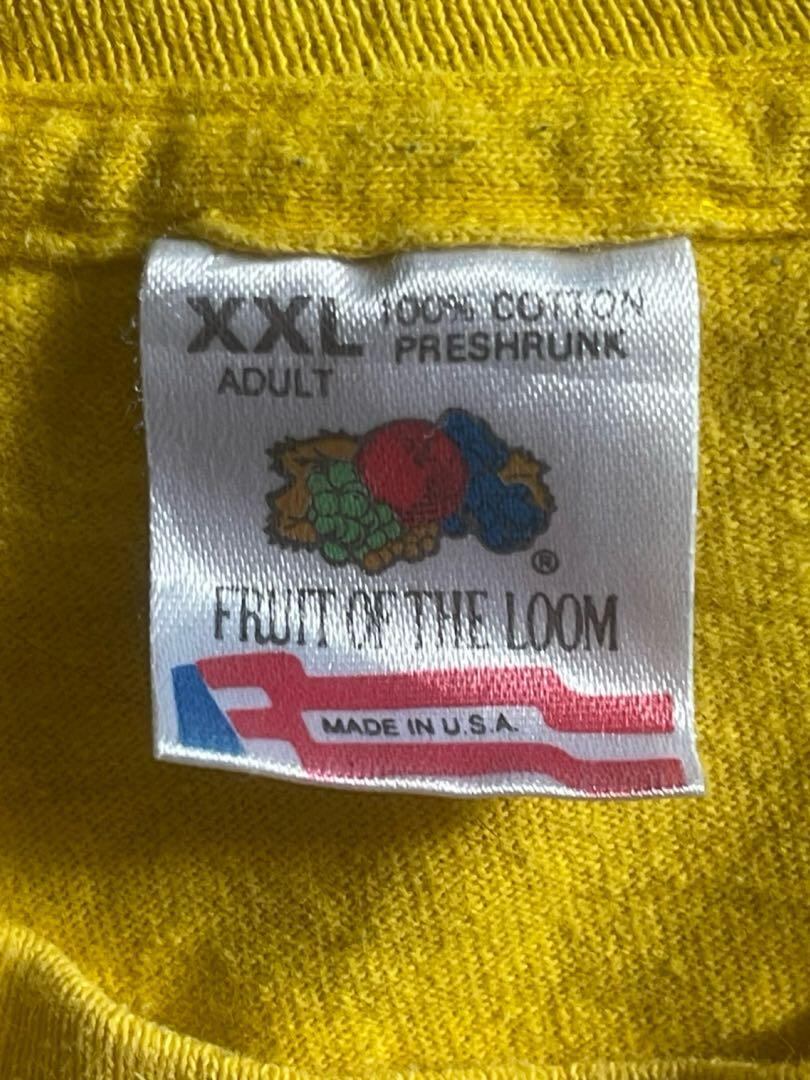 XXL 100% COTTON
ADULT PRESHRUNK
®
FRUIT OF THE LOOM
MADE IN U.S.A.